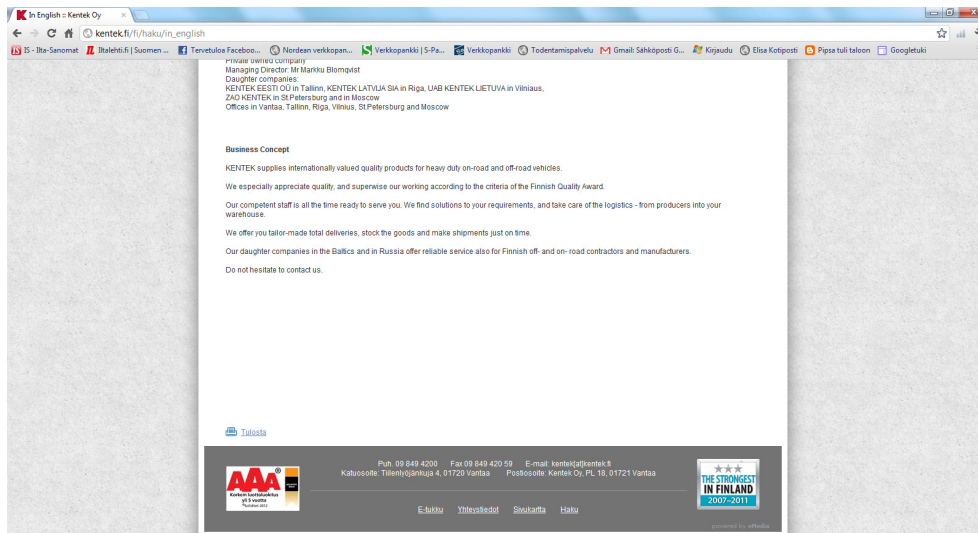 In English :: Kentek Oy
kentek.fi/fi/haku/in_english
IS - Ilta-Sanomat Iltalehti.fi | Suomen ... Tervetuloa Faceboo... Nordean verkkopan... Verkkopankki | S-Pa... Verkkopankki Todentamispalvelu Gmail: Sähköposti G... Kirjaudu Elisa Kotiposti Pipsa tuli taloon Googletuki
Private owned company
Managing Director: Mr Markku Blomqvist
Daughter companies:
KENTEK EESTI OÜ in Tallinn, KENTEK LATVIJA SIA in Riga, UAB KENTEK LIETUVA in Vilniaus,
ZAO KENTEK in St.Petersburg and in Moscow
Offices in Vantaa, Tallinn, Riga, Vilnius, St.Petersburg and Moscow
Business Concept
KENTEK supplies internationally valued quality products for heavy duty on-road and off-road vehicles.
We especially appreciate quality, and superwise our working according to the criteria of the Finnish Quality Award.
Our competent staff is all the time ready to serve you. We find solutions to your requirements, and take care of the logistics - from producers into your
warehouse.
We offer you tailor-made total deliveries, stock the goods and make shipments just on time.
Our daughter companies in the Baltics and in Russia offer reliable service also for Finnish off- and on- road contractors and manufacturers.
Do not hesitate to contact us.
Tulosta
Puh. 09 849 4200 Fax 09 849 420 59 E-mail: kentek[at]kentek.fi
Katuosoite: Tiilenlyöjänkuja 4, 01720 Vantaa Postiosoite: Kentek Oy, PL 18, 01721 Vantaa
E-tukku Yhteystiedot Sivukartta Haku
AAA®
Korkein luottoluokitus
yli 5 vuotta
THE STRONGEST
IN FINLAND
2007–2011
powered by eMedia